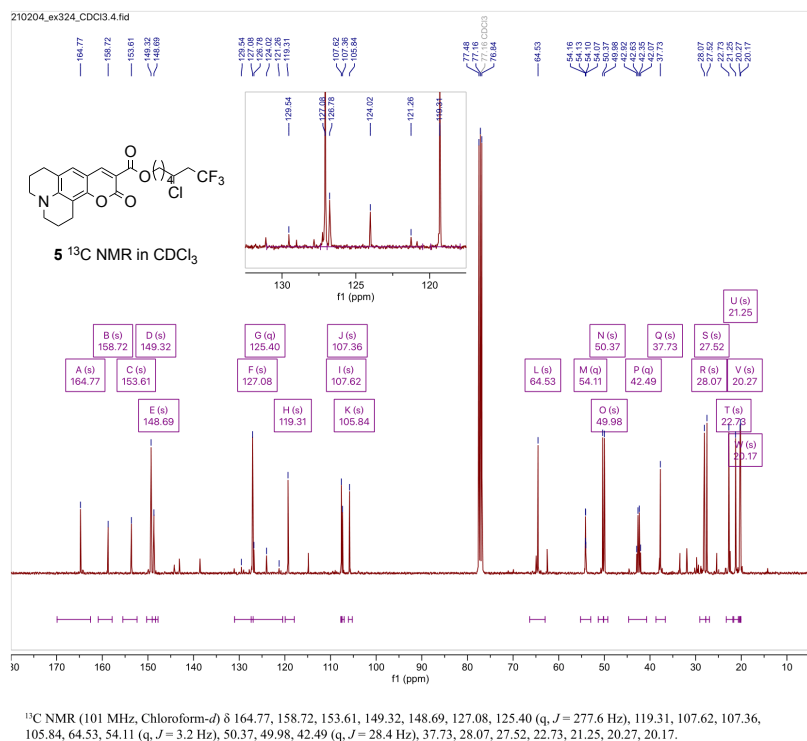 210204_ex324_CDCl3.4.fid
164.77
158.72
153.61
149.32
148.69
129.54
127.08
126.78
124.02
121.26
119.31
107.62
107.36
105.84
77.48
77.16
77.16 CDCl3
76.84
64.53
54.16
54.13
54.10
54.07
50.37
49.98
42.92
42.63
42.35
42.07
37.73
28.07
27.52
22.73
21.25
20.27
20.17
129.54
127.08
126.78
124.02
121.26
119.31
130 125 120
f1 (ppm)
O
O
( )4
Cl
CF3
N
O
O
5 13C NMR in CDCl3
U (s)
21.25
B (s)
158.72
D (s)
149.32
G (q)
125.40
J (s)
107.36
N (s)
50.37
Q (s)
37.73
S (s)
27.52
A (s)
164.77
C (s)
153.61
F (s)
127.08
I (s)
107.62
L (s)
64.53
M (q)
54.11
P (q)
42.49
R (s)
28.07
V (s)
20.27
E (s)
148.69
H (s)
119.31
K (s)
105.84
O (s)
49.98
T (s)
22.73
W (s)
20.17
80 170 160 150 140 130 120 110 100 90 80 70 60 50 40 30 20 10
f1 (ppm)
¹³C NMR (101 MHz, Chloroform-d) δ 164.77, 158.72, 153.61, 149.32, 148.69, 127.08, 125.40 (q, J = 277.6 Hz), 119.31, 107.62, 107.36,
105.84, 64.53, 54.11 (q, J = 3.2 Hz), 50.37, 49.98, 42.49 (q, J = 28.4 Hz), 37.73, 28.07, 27.52, 22.73, 21.25, 20.27, 20.17.